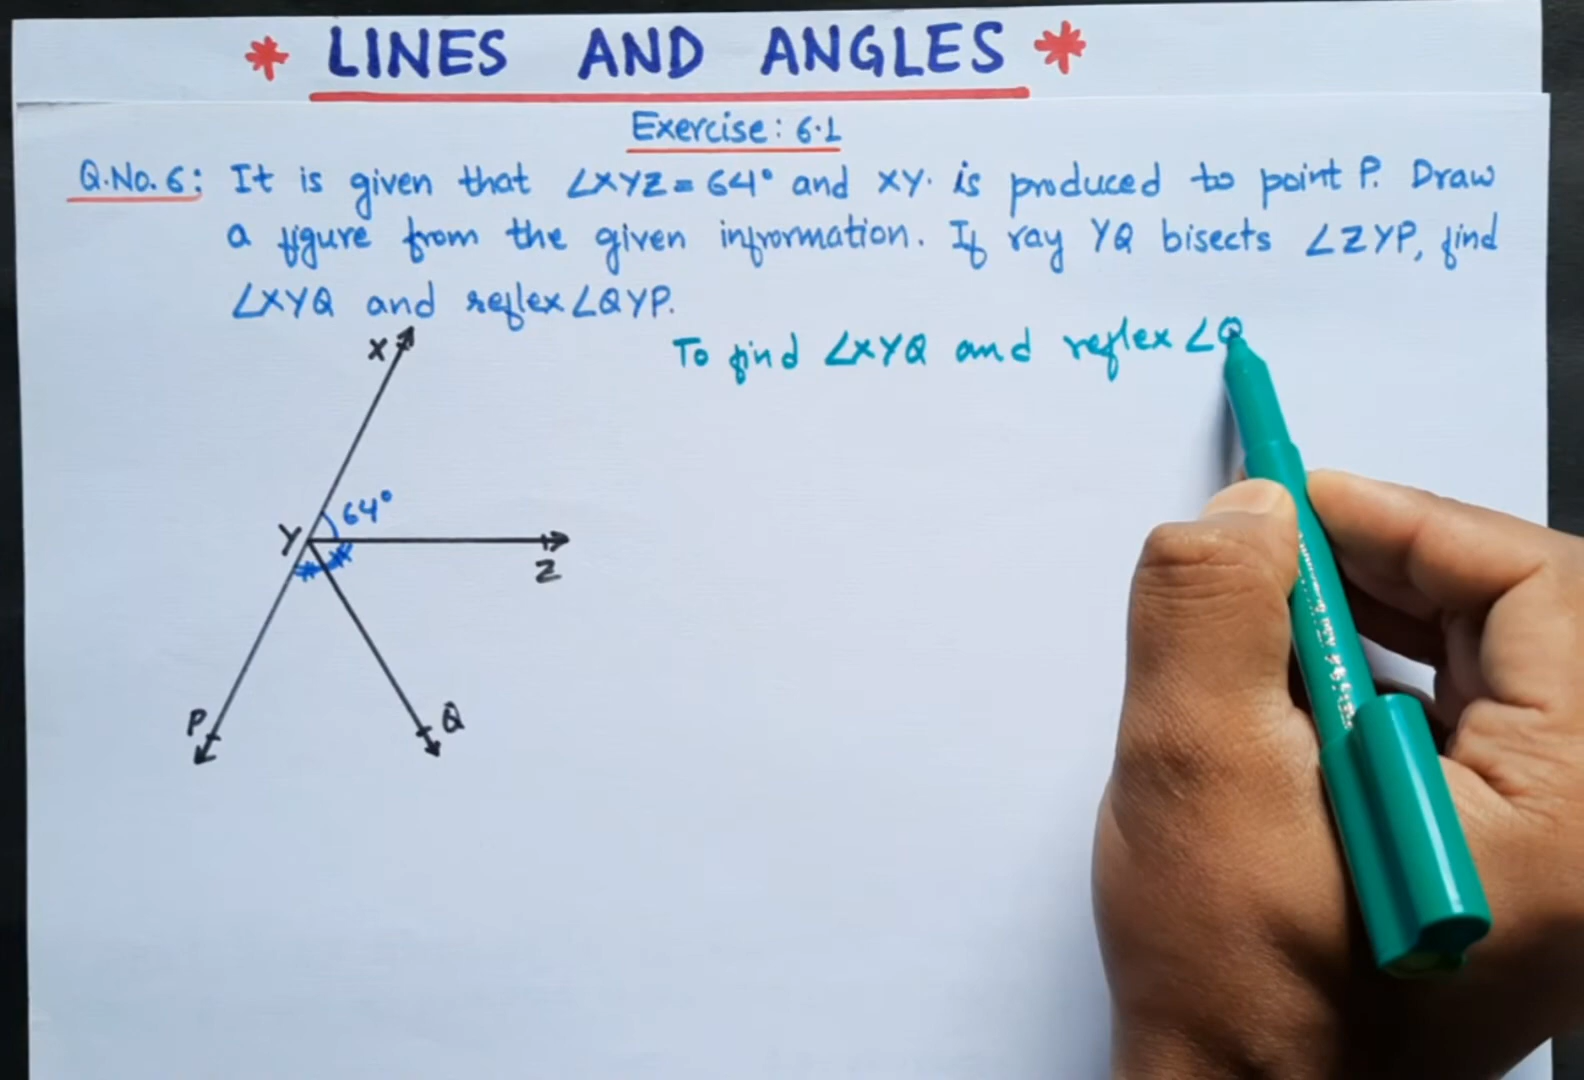 * LINES AND ANGLES *
Exercise: 6.1
Q.No. 6: It is given that ∠XYZ = 64° and XY. is produced to point P. Draw
a figure from the given information. If ray YQ bisects ∠ZYP, find
∠XYQ and reflex∠QYP.
To find ∠XYQ and reflex ∠Q
X
64°
Y
Z
P
Q